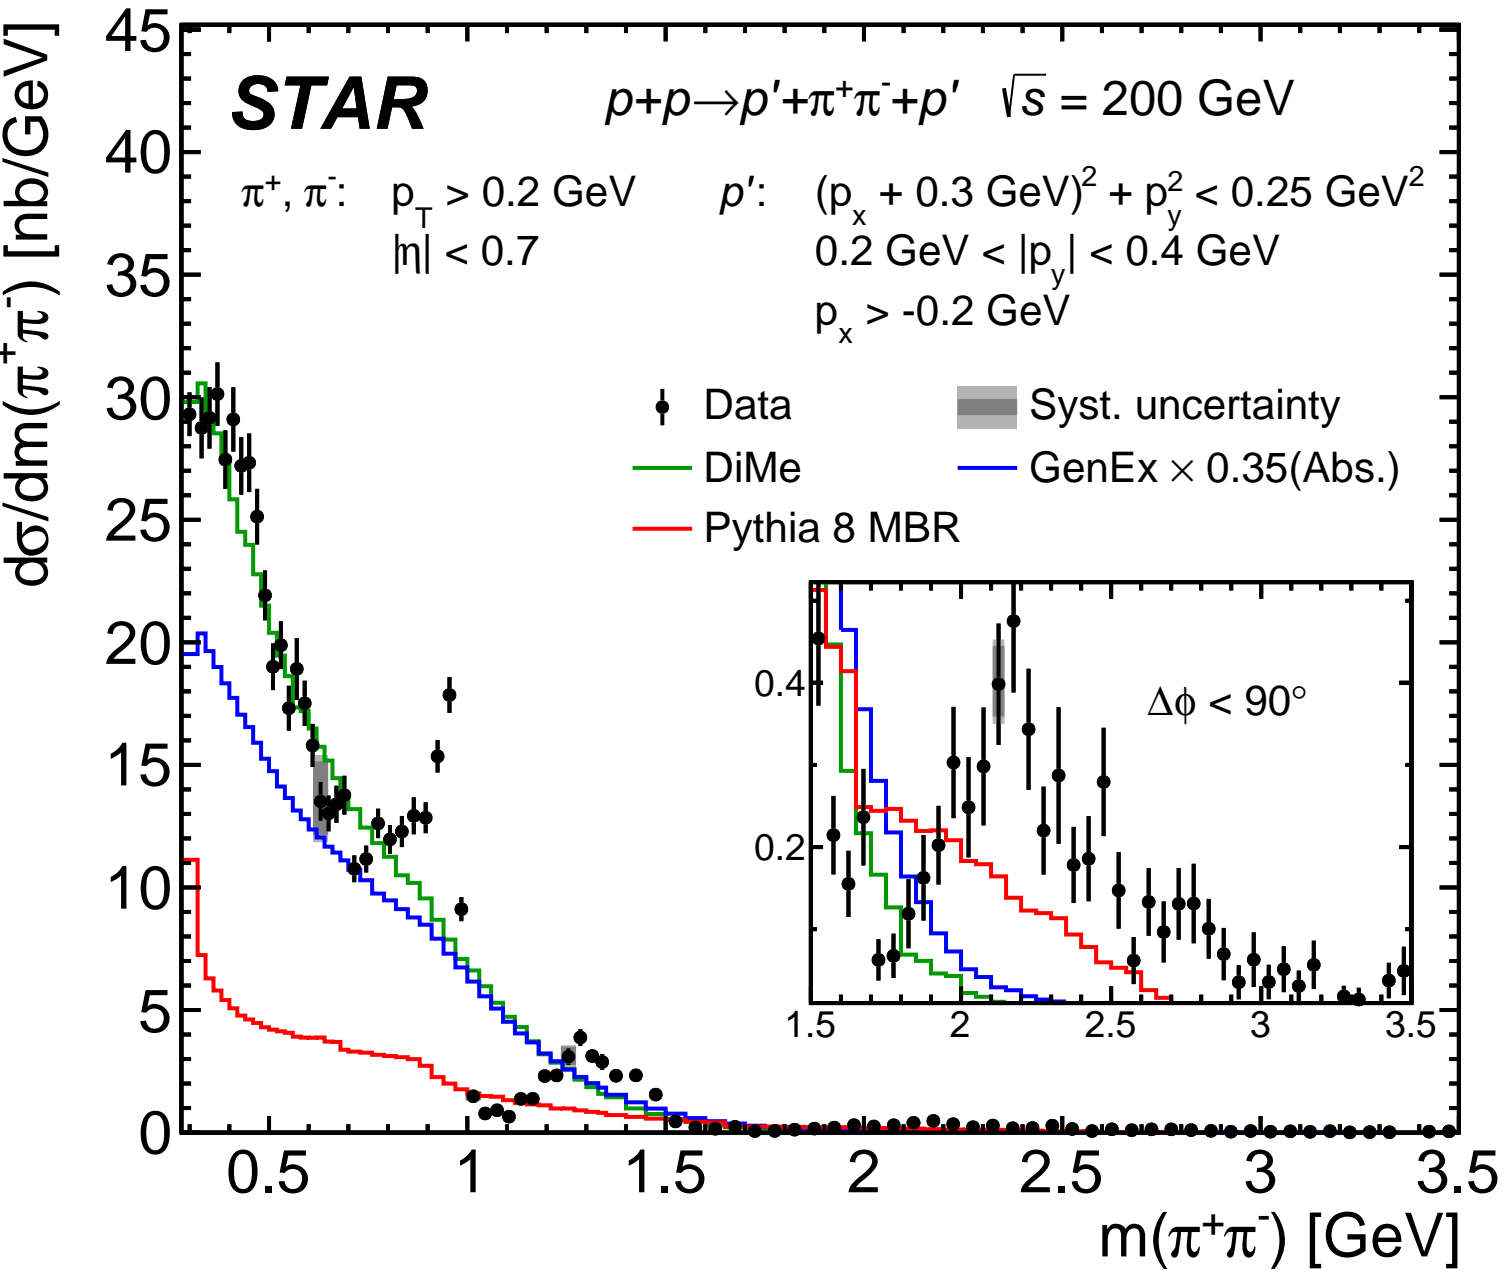 STAR
p+p→p′+π⁺π⁻+p′ √s = 200 GeV
π⁺, π⁻: p_T > 0.2 GeV
|η| < 0.7
p′: (p_x + 0.3 GeV)² + p_y² < 0.25 GeV²
0.2 GeV < |p_y| < 0.4 GeV
p_x > -0.2 GeV
Data
Syst. uncertainty
DiMe
GenEx × 0.35(Abs.)
Pythia 8 MBR
dσ/dm(π⁺π⁻) [nb/GeV]
45
40
35
30
25
20
15
10
5
0
0.5 1 1.5 2 2.5 3 3.5
m(π⁺π⁻) [GeV]
Δϕ < 90°
0.4
0.2
1.5 2 2.5 3 3.5